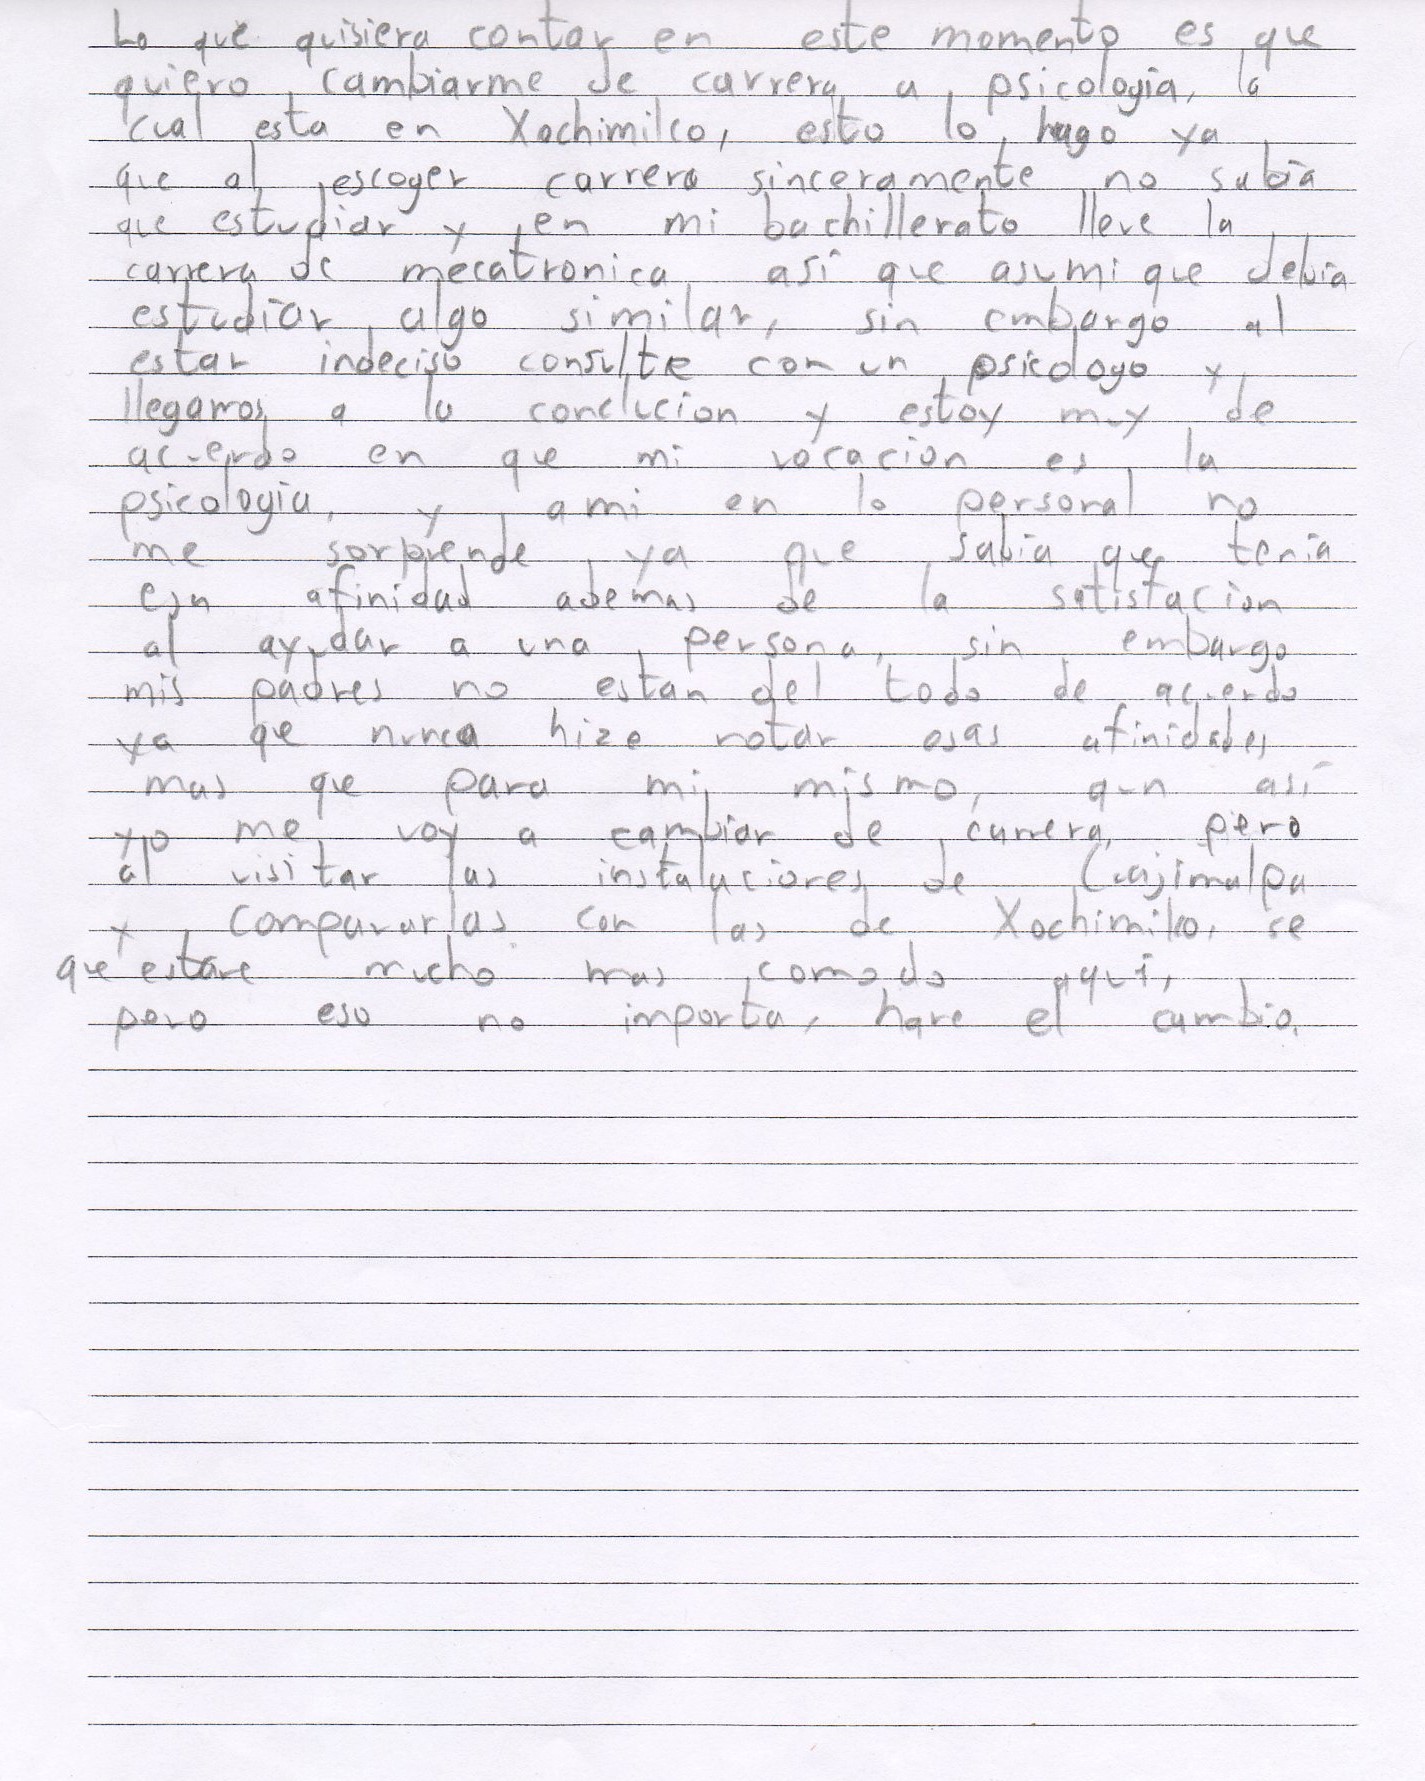 Lo que quisiera contar en este momento es que
quiero cambiarme de carrera a psicologia, la
cual esta en Xochimilco, esto lo hago ya
que al escoger carrera sinceramente no sabia
que estudiar y en mi bachillerato lleve la
carrera de mecatronica así que asumi que debia
estudiar algo similar, sin embargo al
estar indeciso consulte con un psicologo y
llegamos a la conclucion y estoy muy de
acuerdo en que mi vocacion es la
psicologia, y a mi en lo personal no
me sorprende ya que sabia que tenia
esa afinidad ademas de la satisfacion
al ayudar a una persona, sin embargo
mis padres no estan del todo de acuerdo
ya que nunca hize notar esas afinidades
mas que para mi mismo, aun así
yo me voy a cambiar de carrera, pero
al visitar las instalaciones de Cuajimalpa
y compararlas con las de Xochimilco, se
que estare mucho mas comodo aquí,
pero eso no importa, hare el cambio.